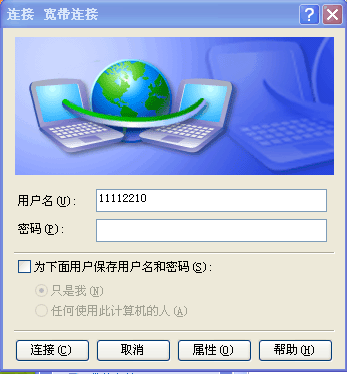 连接 宽带连接
用户名(U): 11112210
密码(P):
为下面用户保存用户名和密码(S):
只是我(N)
任何使用此计算机的人(A)
连接(C) 取消 属性(O) 帮助(H)